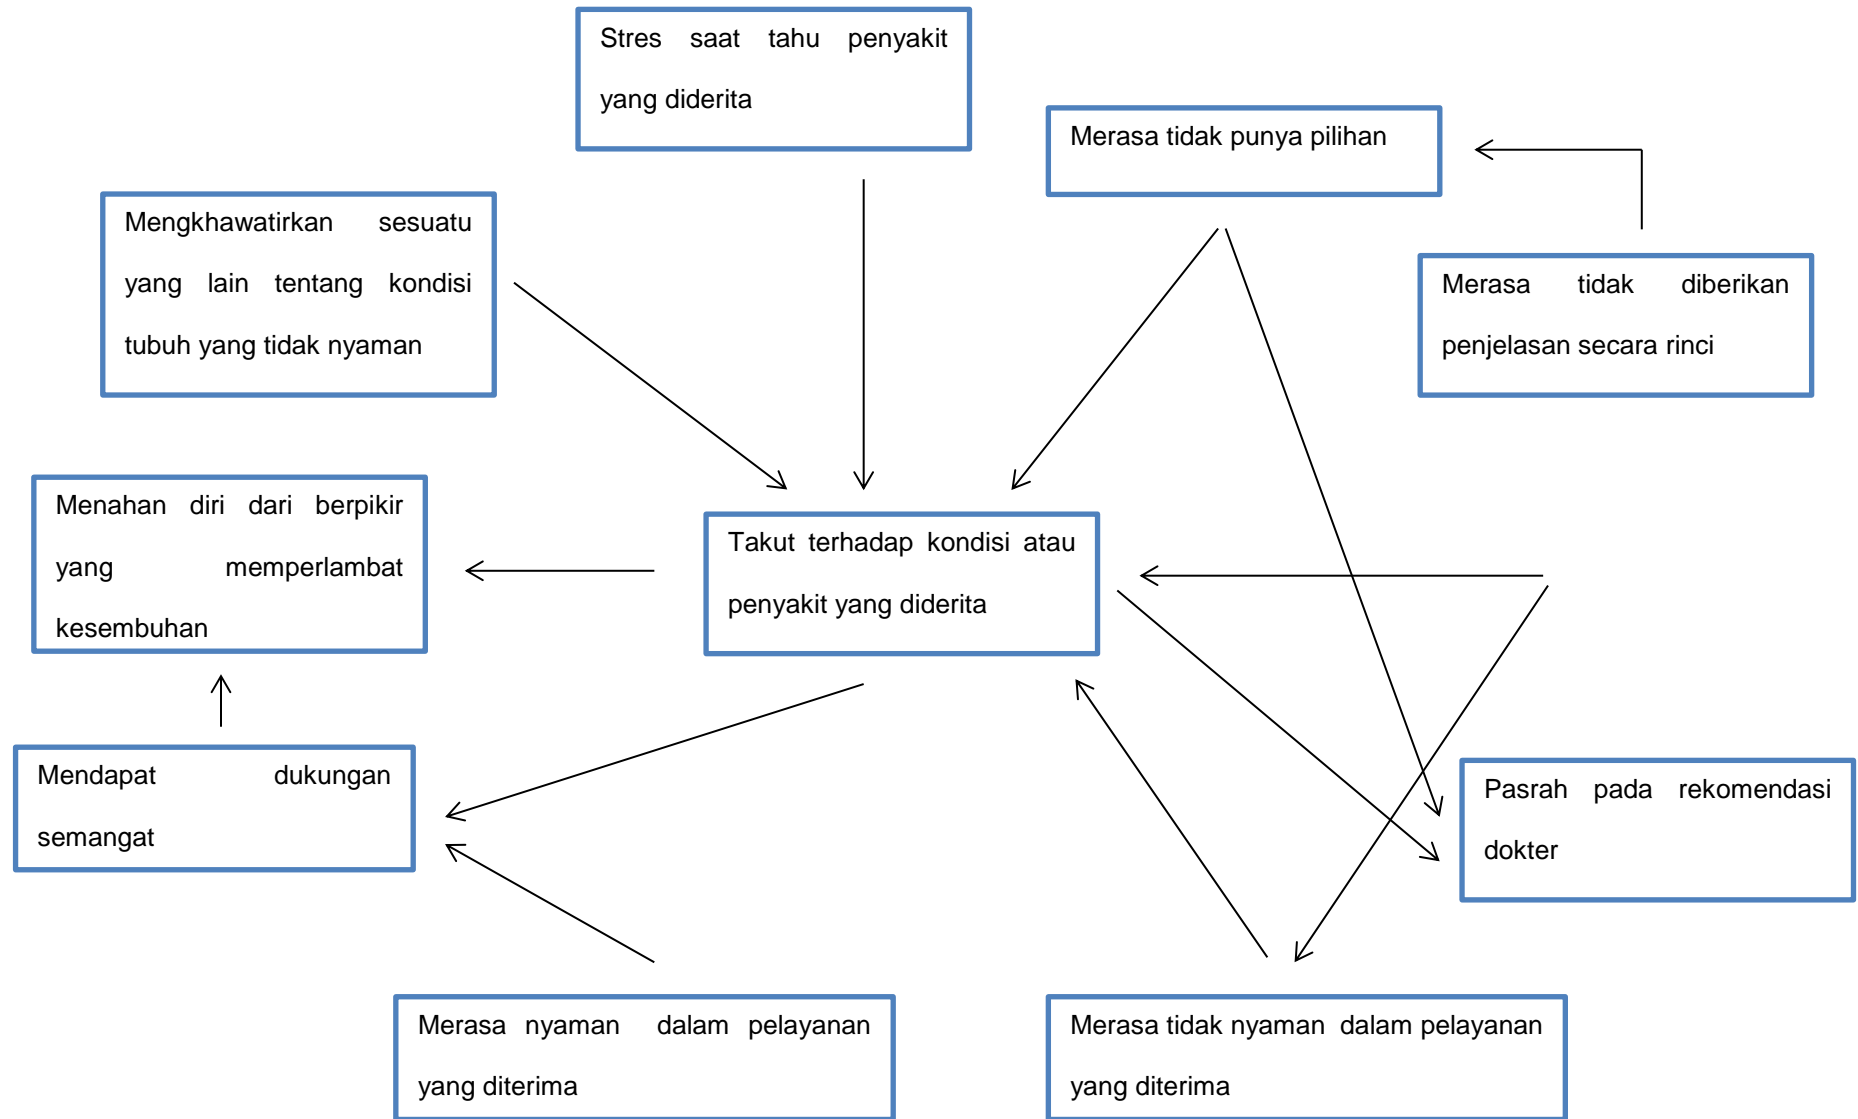 Stres saat tahu penyakit
yang diderita
Merasa tidak punya pilihan
Mengkhawatirkan sesuatu
yang lain tentang kondisi
tubuh yang tidak nyaman
Merasa tidak diberikan
penjelasan secara rinci
Menahan diri dari berpikir
yang memperlambat
kesembuhan
Takut terhadap kondisi atau
penyakit yang diderita
Mendapat dukungan
semangat
Pasrah pada rekomendasi
dokter
Merasa nyaman dalam pelayanan
yang diterima
Merasa tidak nyaman dalam pelayanan
yang diterima